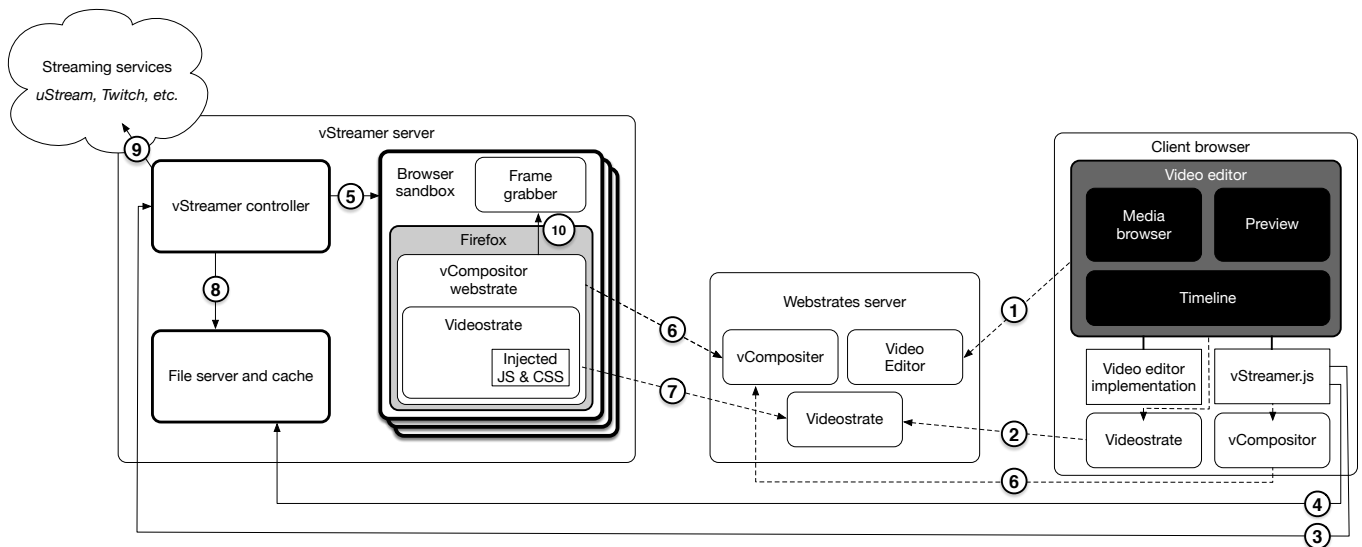 Streaming services
uStream, Twitch, etc.
9
vStreamer server
vStreamer controller
5
Browser
sandbox
Frame
grabber
10
Firefox
vCompositor
webstrate
Videostrate
Injected
JS & CSS
8
File server and cache
6
7
Webstrates server
vCompositer
Video
Editor
Videostrate
1
2
6
Client browser
Video editor
Media
browser
Preview
Timeline
Video editor
implementation
vStreamer.js
Videostrate
vCompositor
4
3